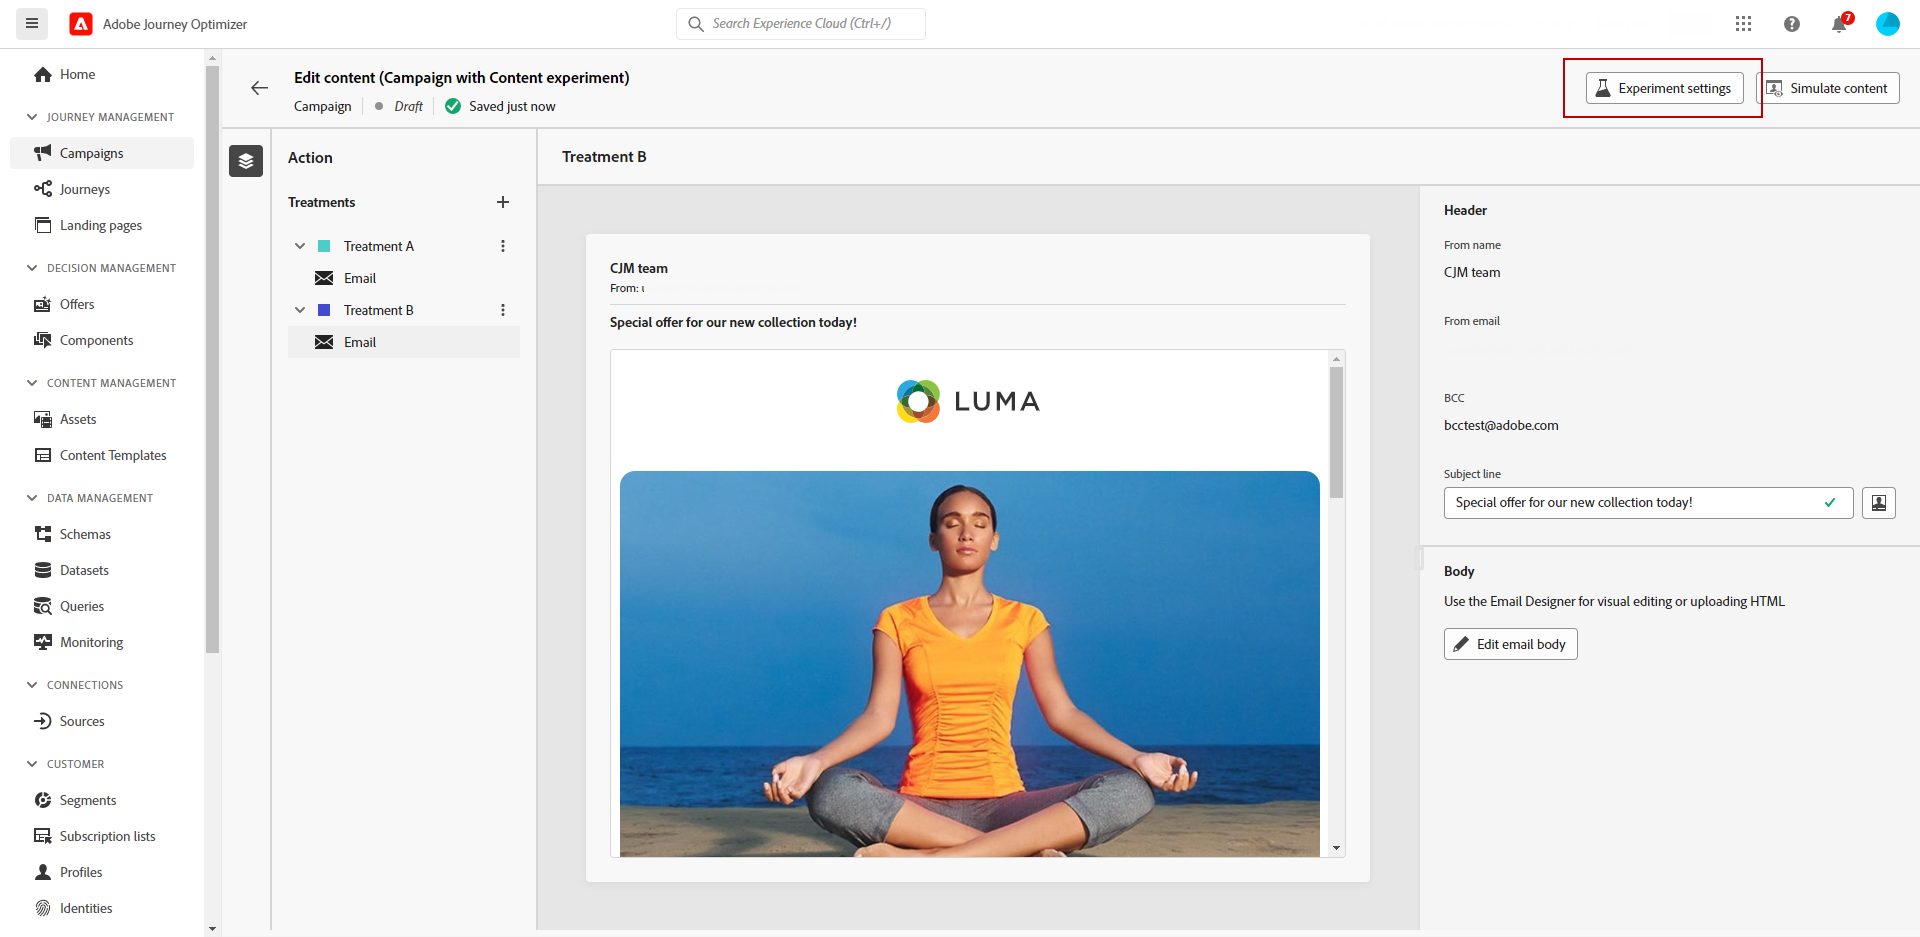 Adobe Journey Optimizer
Search Experience Cloud (Ctrl+/)
7
Home
JOURNEY MANAGEMENT
Campaigns
Journeys
Landing pages
DECISION MANAGEMENT
Offers
Components
CONTENT MANAGEMENT
Assets
Content Templates
DATA MANAGEMENT
Schemas
Datasets
Queries
Monitoring
CONNECTIONS
Sources
CUSTOMER
Segments
Subscription lists
Profiles
Identities
Edit content (Campaign with Content experiment)
Campaign Draft Saved just now
Experiment settings
Simulate content
Action
Treatments
Treatment A
Email
Treatment B
Email
Treatment B
CJM team
From:
Special offer for our new collection today!
LUMA
Header
From name
CJM team
From email
BCC
bcctest@adobe.com
Subject line
Special offer for our new collection today!
Body
Use the Email Designer for visual editing or uploading HTML
Edit email body